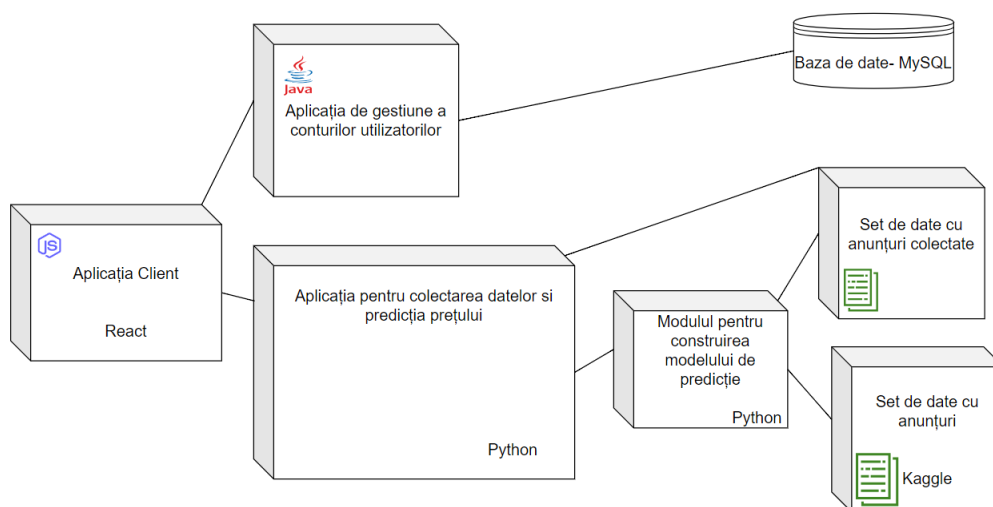 Java
Aplicația de gestiune a
conturilor utilizatorilor
Baza de date- MySQL
JS
Aplicația Client
React
Aplicația pentru colectarea datelor si
predicția prețului
Python
Modulul pentru
construirea
modelului de
predicție
Python
Set de date cu
anunțuri colectate
Set de date cu
anunțuri
Kaggle